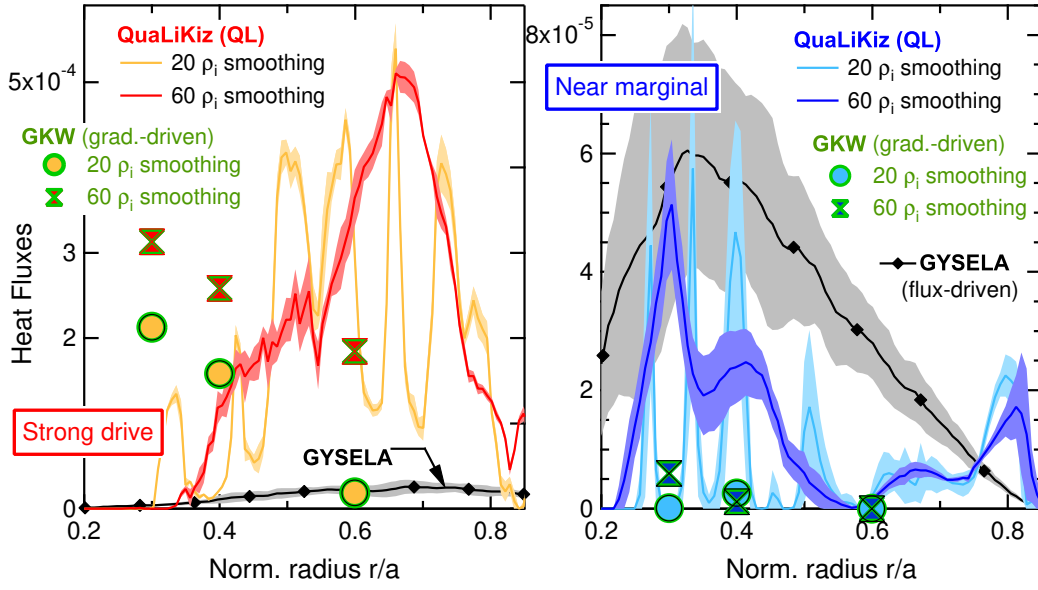 QuaLiKiz (QL)
20 ρi smoothing
60 ρi smoothing
GKW (grad.-driven)
20 ρi smoothing
60 ρi smoothing
Strong drive
GYSELA
Heat Fluxes
5x10-4
3
2
0
0.2
0.4
0.6
0.8
Norm. radius r/a
QuaLiKiz (QL)
20 ρi smoothing
60 ρi smoothing
Near marginal
GKW (grad.-driven)
20 ρi smoothing
60 ρi smoothing
GYSELA
(flux-driven)
8x10-5
6
4
2
0
0.2
0.4
0.6
0.8
Norm. radius r/a